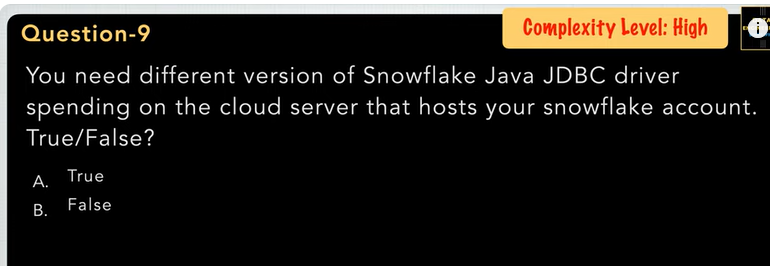 Question-9
Complexity Level: High
You need different version of Snowflake Java JDBC driver
spending on the cloud server that hosts your snowflake account.
True/False?
A. True
B. False